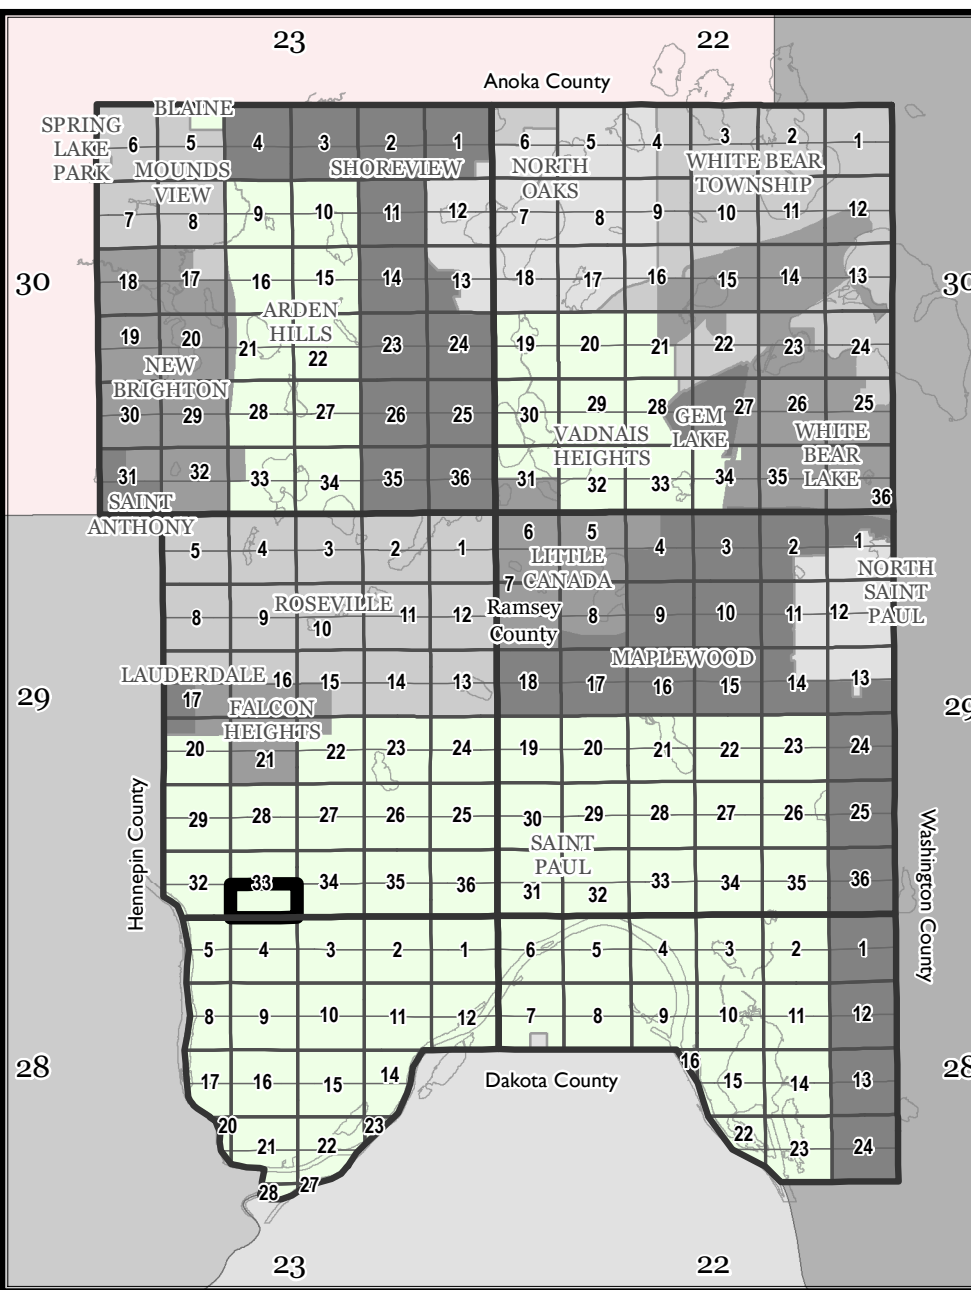 23 22
Anoka County
BLAINE
SPRING
LAKE
PARK
6 5 4 3 2 1 6 5 4 3 2 1
MOUNDS
VIEW
SHOREVIEW
NORTH
OAKS
WHITE BEAR
TOWNSHIP
7 8 9 10 11 12 7 8 9 10 11 12
30 18 17 16 15 14 13 18 17 16 15 14 13 30
ARDEN
HILLS
19 20 21 22 23 24 19 20 21 22 23 24
NEW
BRIGHTON
30 29 28 27 26 25 30 29 28 27 26 25
GEM
LAKE
VADNAIS
HEIGHTS
WHITE
BEAR
LAKE
31 32 33 34 35 36 31 32 33 34 35 36
SAINT
ANTHONY
5 4 3 2 1 6 5 4 3 2 1
LITTLE
CANADA
NORTH
SAINT
PAUL
8 9 10 11 12 7 8 9 10 11 12
ROSEVILLE
Ramsey
County
MAPLEWOOD
LAUDERDALE
29 17 16 15 14 13 18 17 16 15 14 13 29
FALCON
HEIGHTS
20 21 22 23 24 19 20 21 22 23 24
29 28 27 26 25 30 29 28 27 26 25
SAINT
PAUL
Hennepin County
Washington County
32 33 34 35 36 31 32 33 34 35 36
5 4 3 2 1 6 5 4 3 2 1
8 9 10 11 12 7 8 9 10 11 12
28 17 16 15 14 16 15 14 13 28
Dakota County
20 21 22 23 22 23 24
28 27
23 22